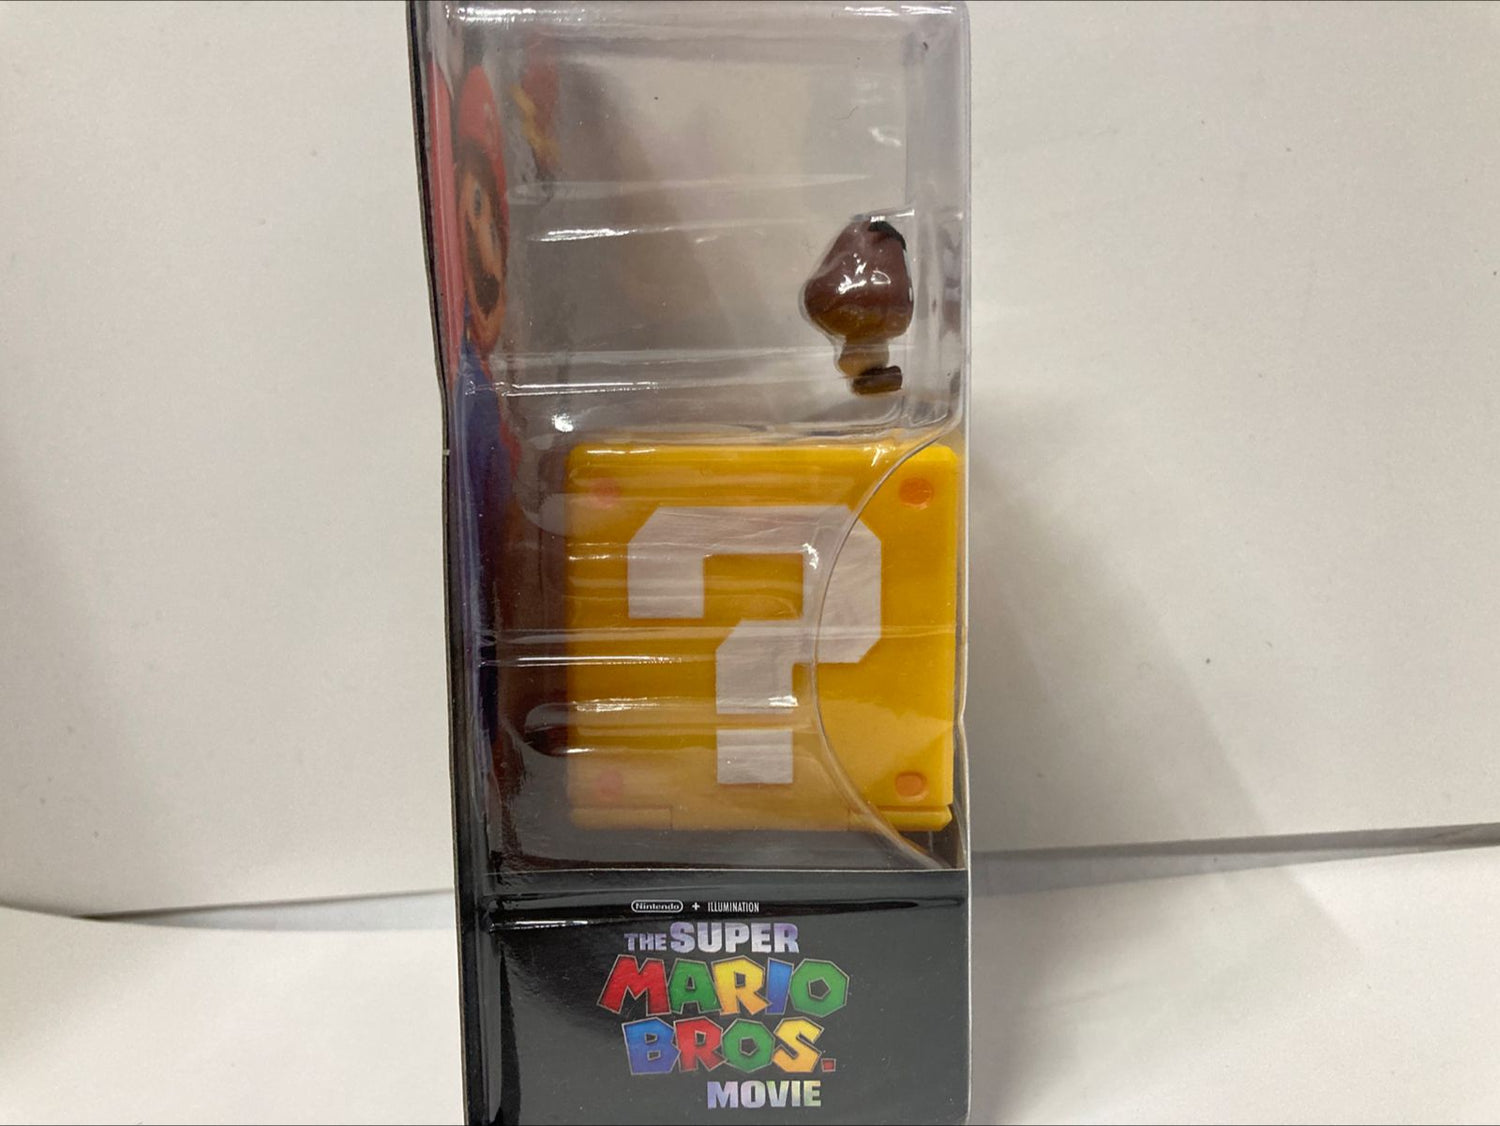 ?
Nintendo + ILLUMINATION
THE SUPER
MARIO
BROS.
MOVIE